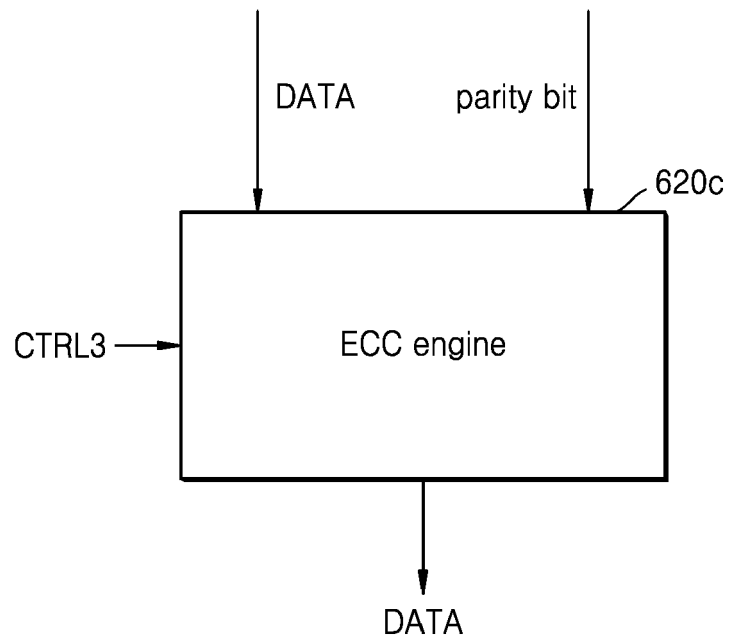 DATA
parity bit
620c
CTRL3
ECC engine
DATA